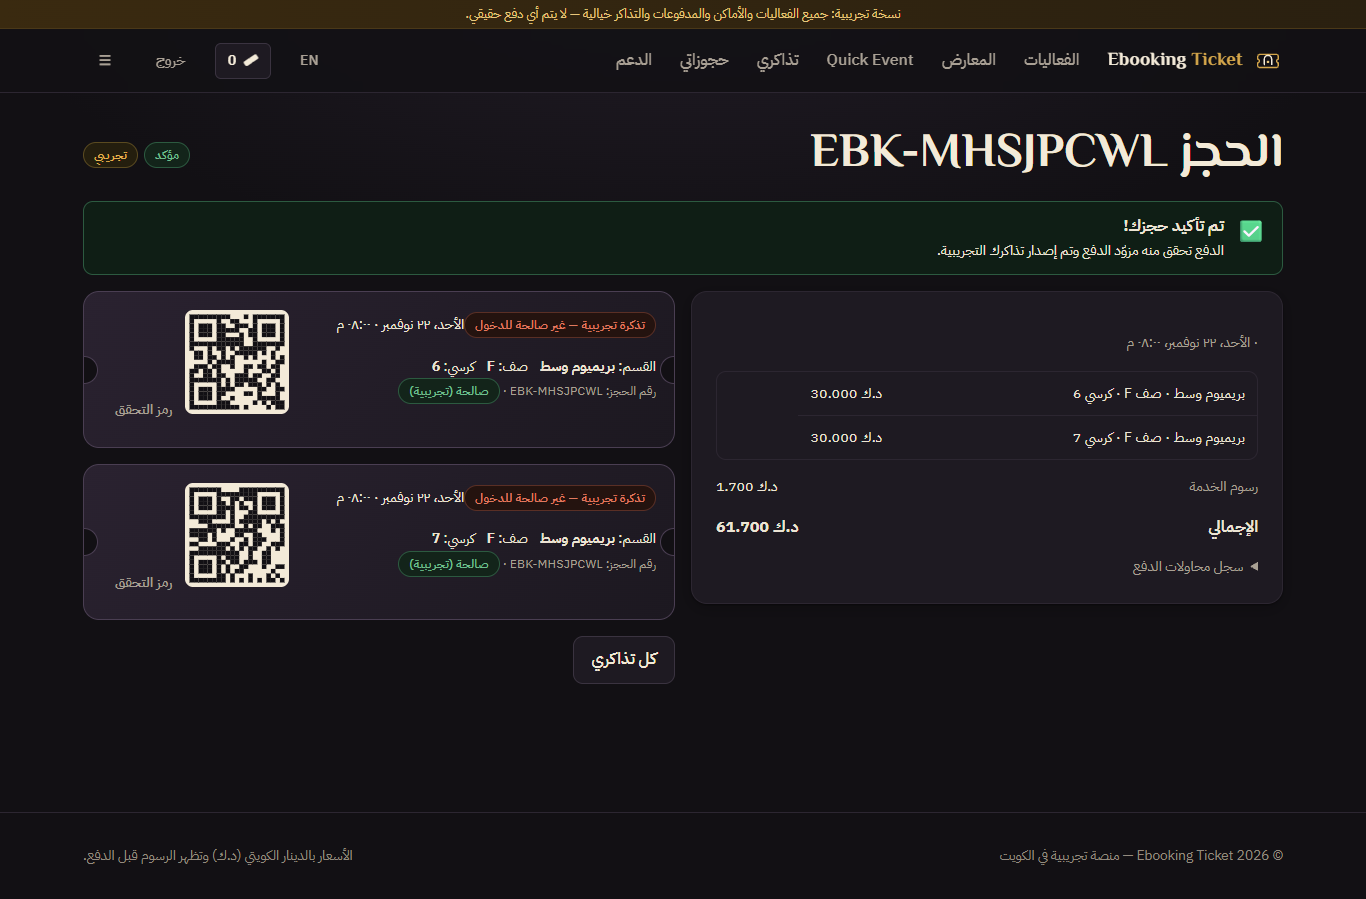 نسخة تجريبية: جميع الفعاليات والأماكن والمدفوعات والتذاكر خيالية — لا يتم أي دفع حقيقي.
Ebooking Ticket
الفعاليات
المعارض
Quick Event
تذاكري
حجوزاتي
الدعم
EN
0
خروج
الحجز EBK-MHSJPCWL
مؤكد
تجريبي
تم تأكيد حجزك!
الدفع تحقق منه مزوّد الدفع وتم إصدار تذاكرك التجريبية.
· الأحد، ٢٢ نوفمبر، ٠٨:٠٠ م
بريميوم وسط · صف F · كرسي 6
د.ك 30.000
بريميوم وسط · صف F · كرسي 7
د.ك 30.000
رسوم الخدمة
د.ك 1.700
الإجمالي
د.ك 61.700
سجل محاولات الدفع
تذكرة تجريبية — غير صالحة للدخول
الأحد، ٢٢ نوفمبر · ٠٨:٠٠ م
القسم: بريميوم وسط صف: F كرسي: 6
رقم الحجز: EBK-MHSJPCWL · صالحة (تجريبية)
رمز التحقق
تذكرة تجريبية — غير صالحة للدخول
الأحد، ٢٢ نوفمبر · ٠٨:٠٠ م
القسم: بريميوم وسط صف: F كرسي: 7
رقم الحجز: EBK-MHSJPCWL · صالحة (تجريبية)
رمز التحقق
كل تذاكري
© 2026 Ebooking Ticket — منصة تجريبية في الكويت
الأسعار بالدينار الكويتي (د.ك) وتظهر الرسوم قبل الدفع.